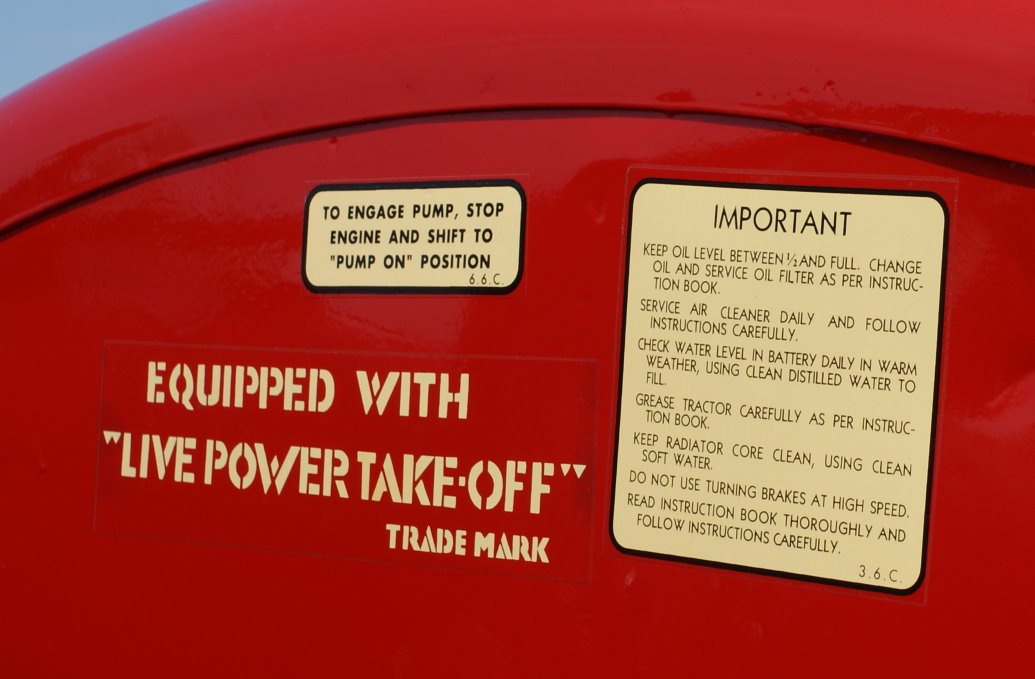 TO ENGAGE PUMP, STOP
ENGINE AND SHIFT TO
"PUMP ON" POSITION
6.6.C.
EQUIPPED WITH
"LIVE POWER TAKE-OFF"
TRADE MARK
IMPORTANT
KEEP OIL LEVEL BETWEEN ½ AND FULL. CHANGE
OIL AND SERVICE OIL FILTER AS PER INSTRUC-
TION BOOK.
SERVICE AIR CLEANER DAILY AND FOLLOW
INSTRUCTIONS CAREFULLY.
CHECK WATER LEVEL IN BATTERY DAILY IN WARM
WEATHER, USING CLEAN DISTILLED WATER TO
FILL.
GREASE TRACTOR CAREFULLY AS PER INSTRUC-
TION BOOK.
KEEP RADIATOR CORE CLEAN, USING CLEAN
SOFT WATER.
DO NOT USE TURNING BRAKES AT HIGH SPEED.
READ INSTRUCTION BOOK THOROUGHLY AND
FOLLOW INSTRUCTIONS CAREFULLY.
3.6.C.